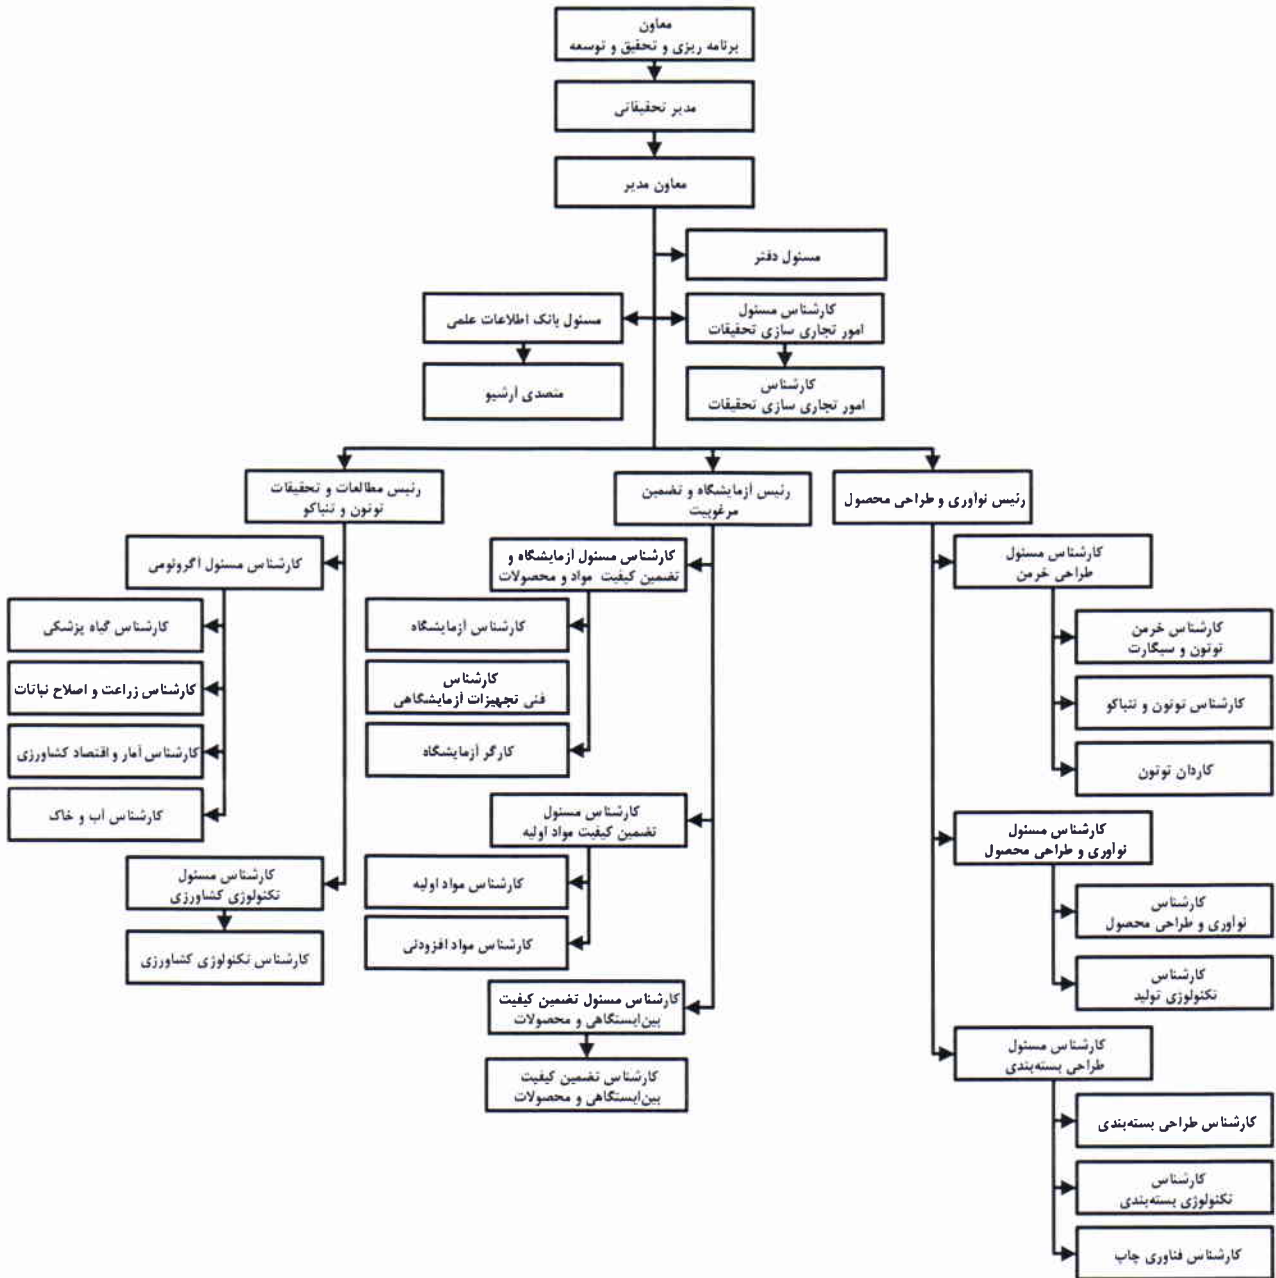 معاون
برنامه ریزی و تحقیق و توسعه
مدیر تحقیقاتی
معاون مدیر
مسئول دفتر
کارشناس مسئول
امور تجاری سازی تحقیقات
کارشناس
امور تجاری سازی تحقیقات
مسئول بانک اطلاعات علمی
متصدی آرشیو
رئیس نوآوری و طراحی محصول
کارشناس مسئول
طراحی خرمن
کارشناس خرمن
توتون و سیگارت
کارشناس توتون و تنباکو
کاردان توتون
کارشناس مسئول
نوآوری و طراحی محصول
کارشناس
نوآوری و طراحی محصول
کارشناس
تکنولوژی تولید
کارشناس مسئول
طراحی بسته‌بندی
کارشناس طراحی بسته‌بندی
کارشناس
تکنولوژی بسته‌بندی
کارشناس فناوری چاپ
رئیس آزمایشگاه و تضمین
مرغوبیت
کارشناس مسئول آزمایشگاه و
تضمین کیفیت مواد و محصولات
کارشناس آزمایشگاه
کارشناس
فنی تجهیزات آزمایشگاهی
کارگر آزمایشگاه
کارشناس مسئول
تضمین کیفیت مواد اولیه
کارشناس مواد اولیه
کارشناس مواد افزودنی
کارشناس مسئول تضمین کیفیت
بین‌ایستگاهی و محصولات
کارشناس تضمین کیفیت
بین‌ایستگاهی و محصولات
رئیس مطالعات و تحقیقات
توتون و تنباکو
کارشناس مسئول آگرونومی
کارشناس گیاه پزشکی
کارشناس زراعت و اصلاح نباتات
کارشناس آمار و اقتصاد کشاورزی
کارشناس آب و خاک
کارشناس مسئول
تکنولوژی کشاورزی
کارشناس تکنولوژی کشاورزی